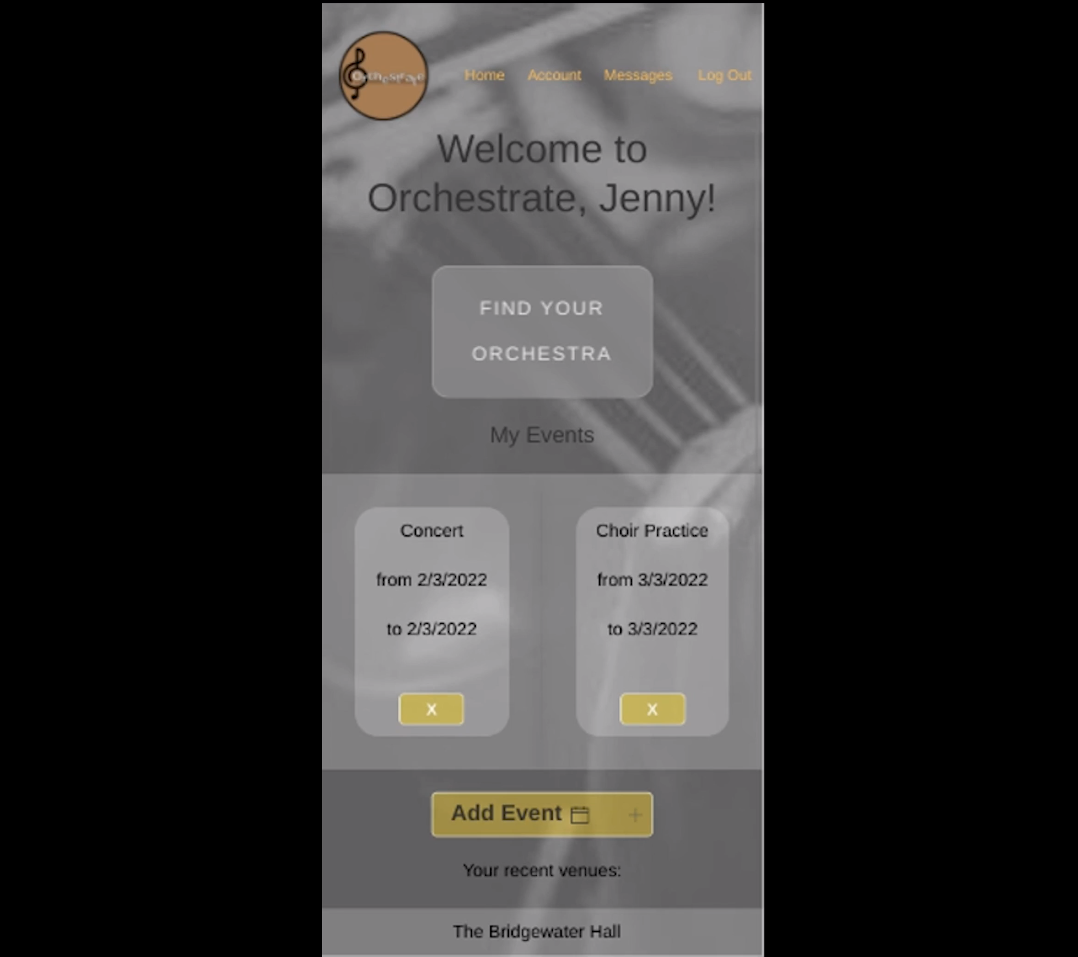 Orchestrate
Home Account Messages Log Out
Welcome to
Orchestrate, Jenny!
FIND YOUR
ORCHESTRA
My Events
Concert
from 2/3/2022
to 2/3/2022
X
Choir Practice
from 3/3/2022
to 3/3/2022
X
Add Event +
Your recent venues:
The Bridgewater Hall